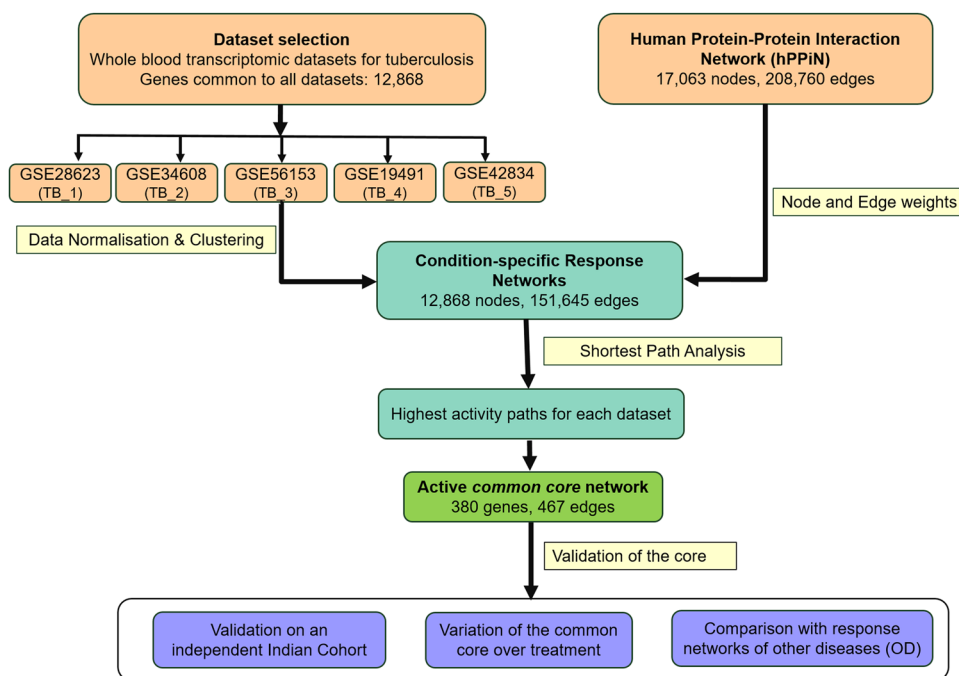 Dataset selection
Whole blood transcriptomic datasets for tuberculosis
Genes common to all datasets: 12,868
Human Protein-Protein Interaction
Network (hPPiN)
17,063 nodes, 208,760 edges
GSE28623
(TB_1)
GSE34608
(TB_2)
GSE56153
(TB_3)
GSE19491
(TB_4)
GSE42834
(TB_5)
Node and Edge weights
Data Normalisation & Clustering
Condition-specific Response
Networks
12,868 nodes, 151,645 edges
Shortest Path Analysis
Highest activity paths for each dataset
Active common core network
380 genes, 467 edges
Validation of the core
Validation on an
independent Indian Cohort
Variation of the common
core over treatment
Comparison with response
networks of other diseases (OD)